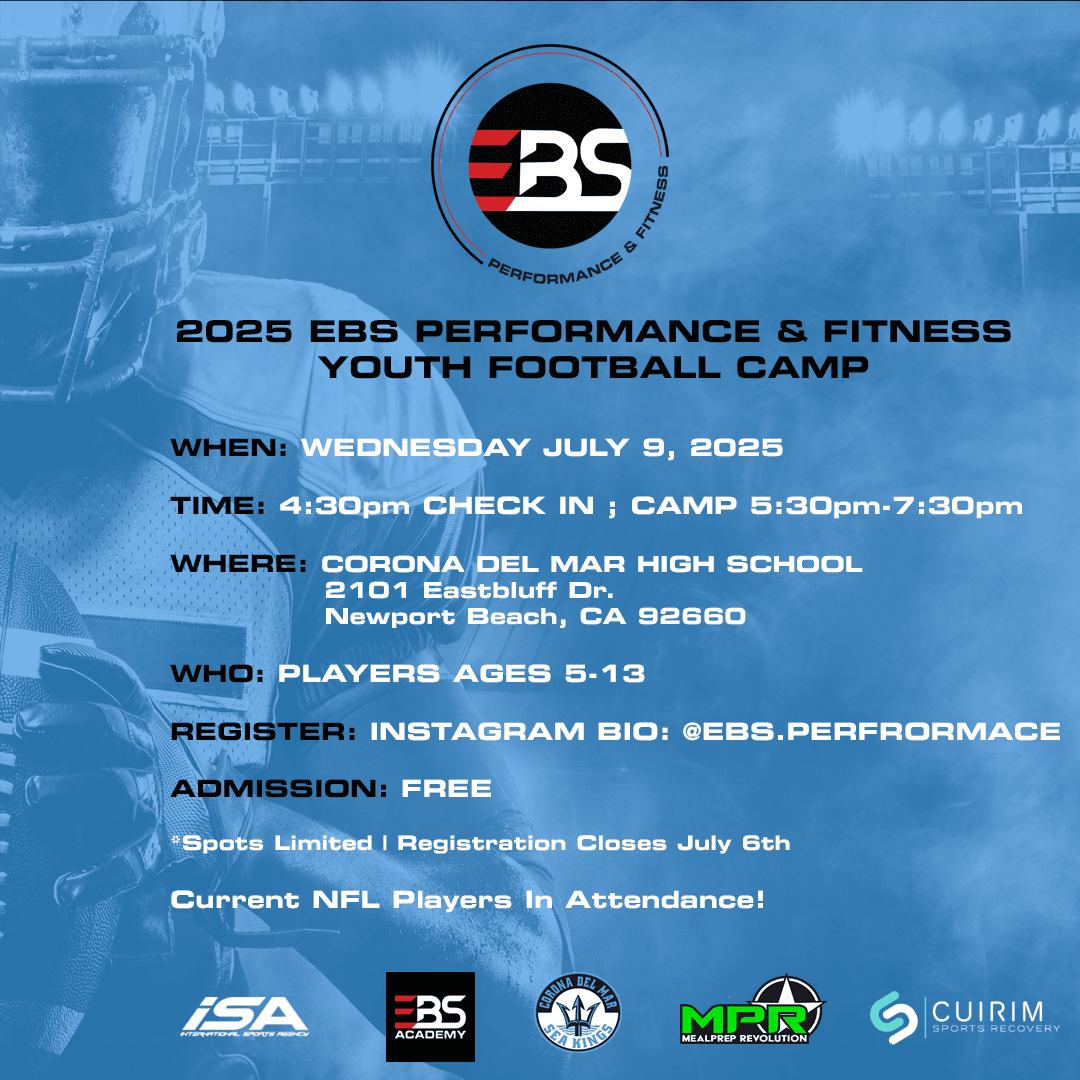 EBS
PERFORMANCE & FITNESS
2025 EBS PERFORMANCE & FITNESS
YOUTH FOOTBALL CAMP
WHEN: WEDNESDAY JULY 9, 2025
TIME: 4:30pm CHECK IN ; CAMP 5:30pm-7:30pm
WHERE: CORONA DEL MAR HIGH SCHOOL
2101 Eastbluff Dr.
Newport Beach, CA 92660
WHO: PLAYERS AGES 5-13
REGISTER: INSTAGRAM BIO: @EBS.PERFRORMACE
ADMISSION: FREE
*Spots Limited | Registration Closes July 6th
Current NFL Players In Attendance!
iSA
INTERNATIONAL SPORTS AGENCY
EBS
ACADEMY
CORONA DEL MAR
SEA KINGS
MPR
MEALPREP REVOLUTION
CUIRIM
SPORTS RECOVERY